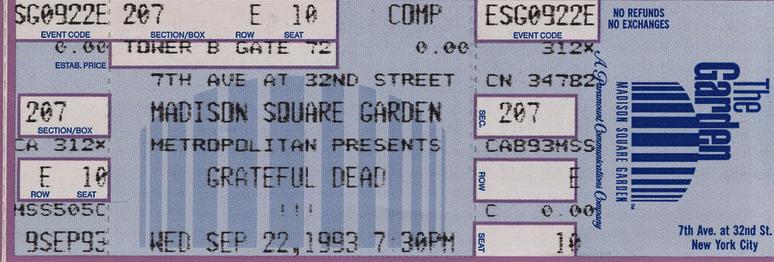 SG0922E 207 E 10 COMP ESG0922E
EVENT CODE SECTION/BOX ROW SEAT EVENT CODE
0.00 TOWER B GATE 72 0.00 312X
ESTAB. PRICE
7TH AVE AT 32ND STREET CN 34782
207 MADISON SQUARE GARDEN SEC. 207
SECTION/BOX
CA 312X METROPOLITAN PRESENTS CAB93MSS
E 10 GRATEFUL DEAD ROW E
ROW SEAT
MSS505C !!! C 0.00
9SEP93 WED SEP 22,1993 7:30PM SEAT 10
NO REFUNDS
NO EXCHANGES
A Paramount Communications Company
MADISON SQUARE GARDEN
TM
The
Garden
7th Ave. at 32nd St.
New York City